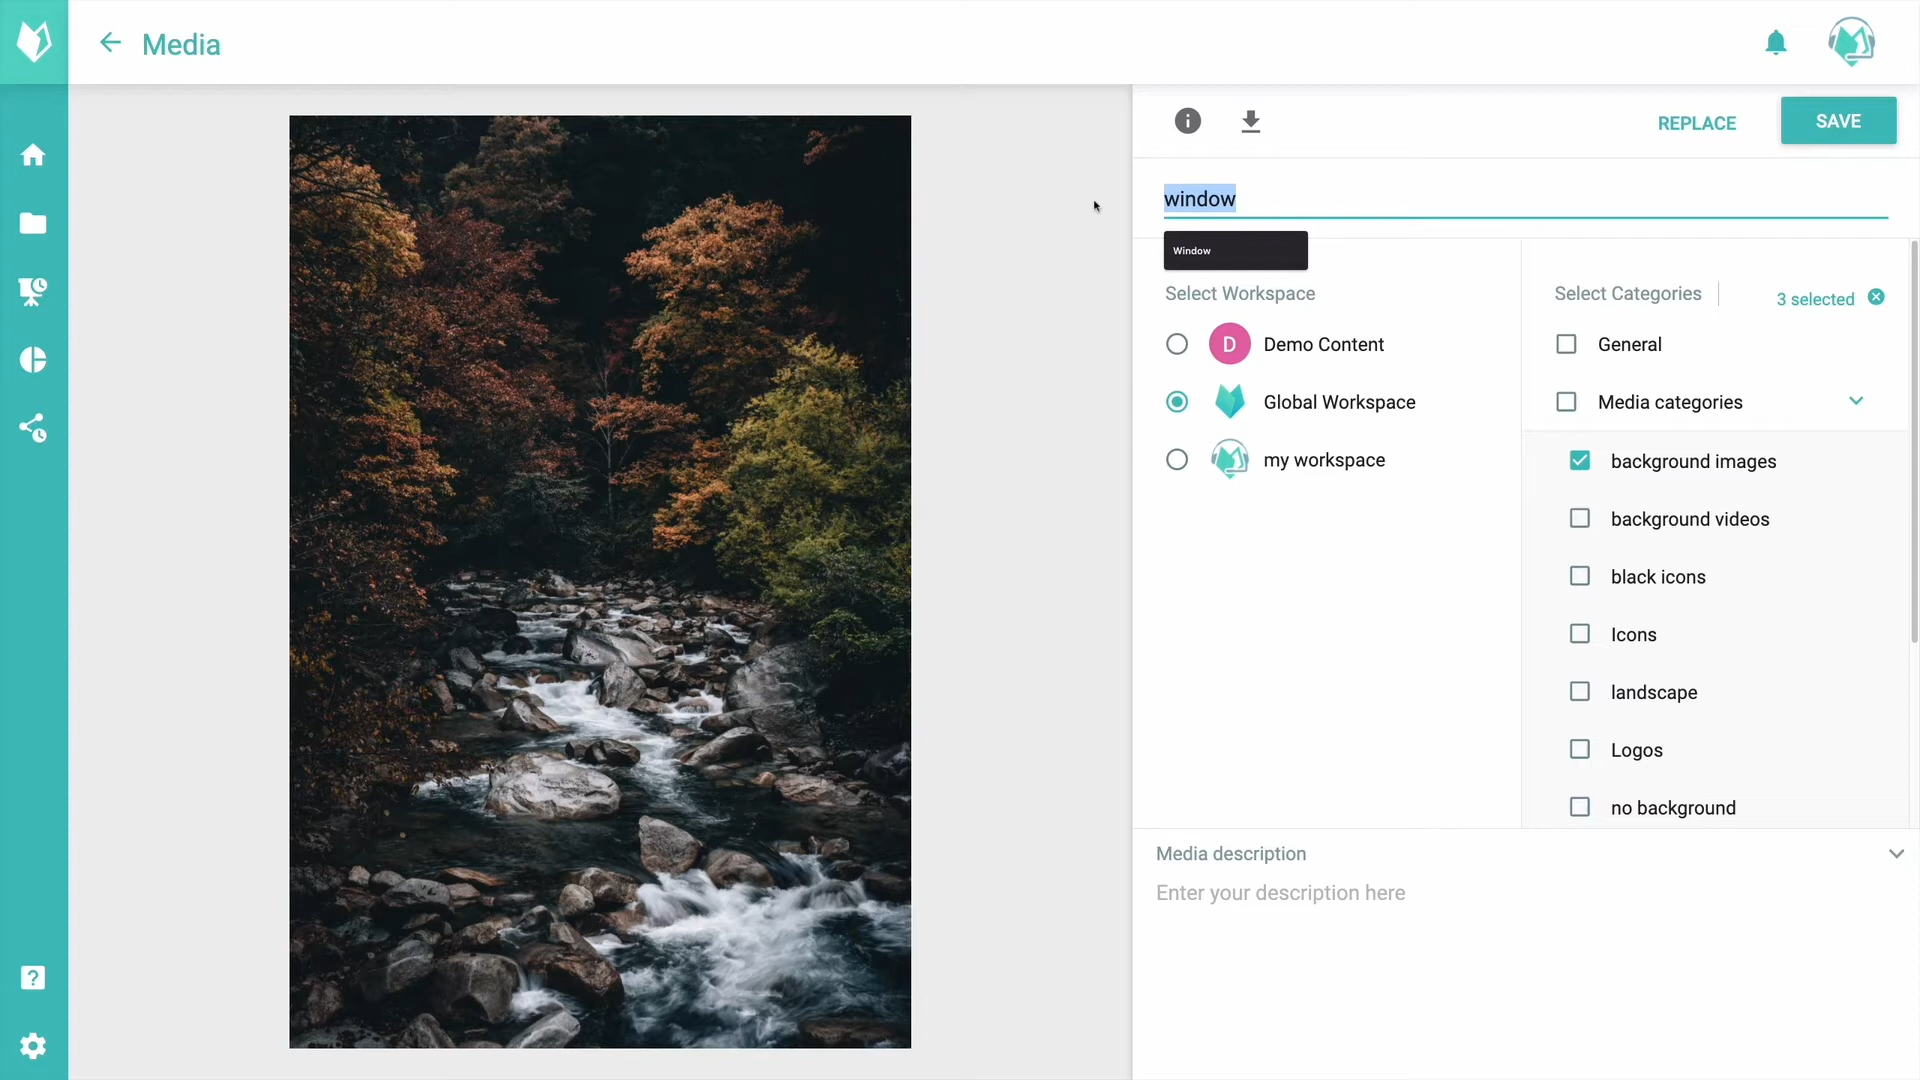 Media
REPLACE
SAVE
window
Window
Select Workspace
D
Demo Content
Global Workspace
my workspace
Select Categories
3 selected
General
Media categories
background images
background videos
black icons
Icons
landscape
Logos
no background
Media description
Enter your description here